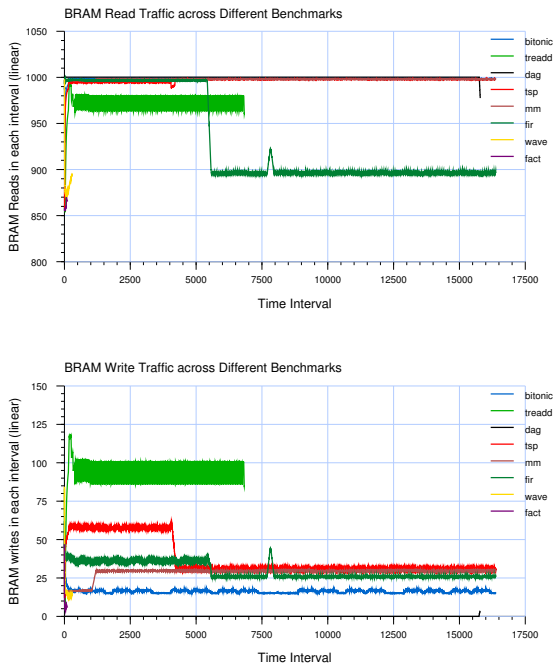 BRAM Read Traffic across Different Benchmarks
BRAM Reads in each interval (linear)
1050
1000
950
900
850
800
0
2500
5000
7500
10000
12500
15000
17500
Time Interval
bitonic
treadd
dag
tsp
mm
fir
wave
fact
BRAM Write Traffic across Different Benchmarks
BRAM writes in each interval (linear)
150
125
100
75
50
25
0
0
2500
5000
7500
10000
12500
15000
17500
Time Interval
bitonic
treadd
dag
tsp
mm
fir
wave
fact